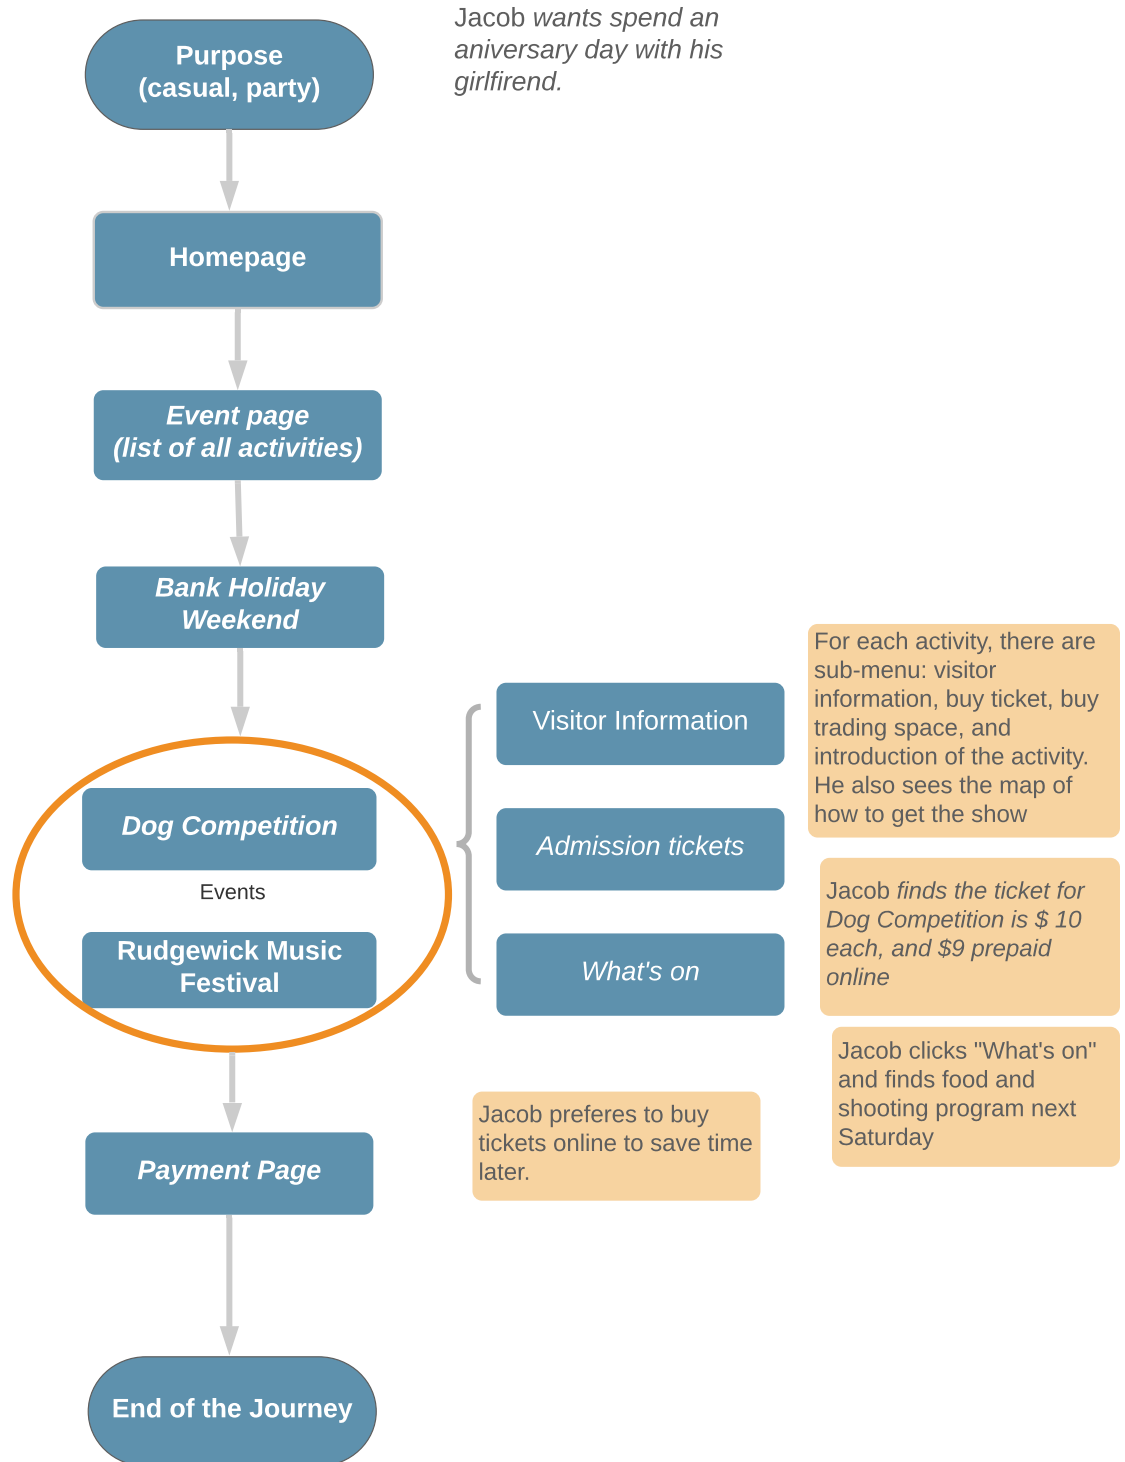 Purpose
(casual, party)
Jacob wants spend an
aniversary day with his
girlfirend.
Homepage
Event page
(list of all activities)
Bank Holiday
Weekend
Dog Competition
Events
Rudgewick Music
Festival
Visitor Information
Admission tickets
What's on
For each activity, there are
sub-menu: visitor
information, buy ticket, buy
trading space, and
introduction of the activity.
He also sees the map of
how to get the show
Jacob finds the ticket for
Dog Competition is $ 10
each, and $9 prepaid
online
Jacob clicks "What's on"
and finds food and
shooting program next
Saturday
Jacob preferes to buy
tickets online to save time
later.
Payment Page
End of the Journey